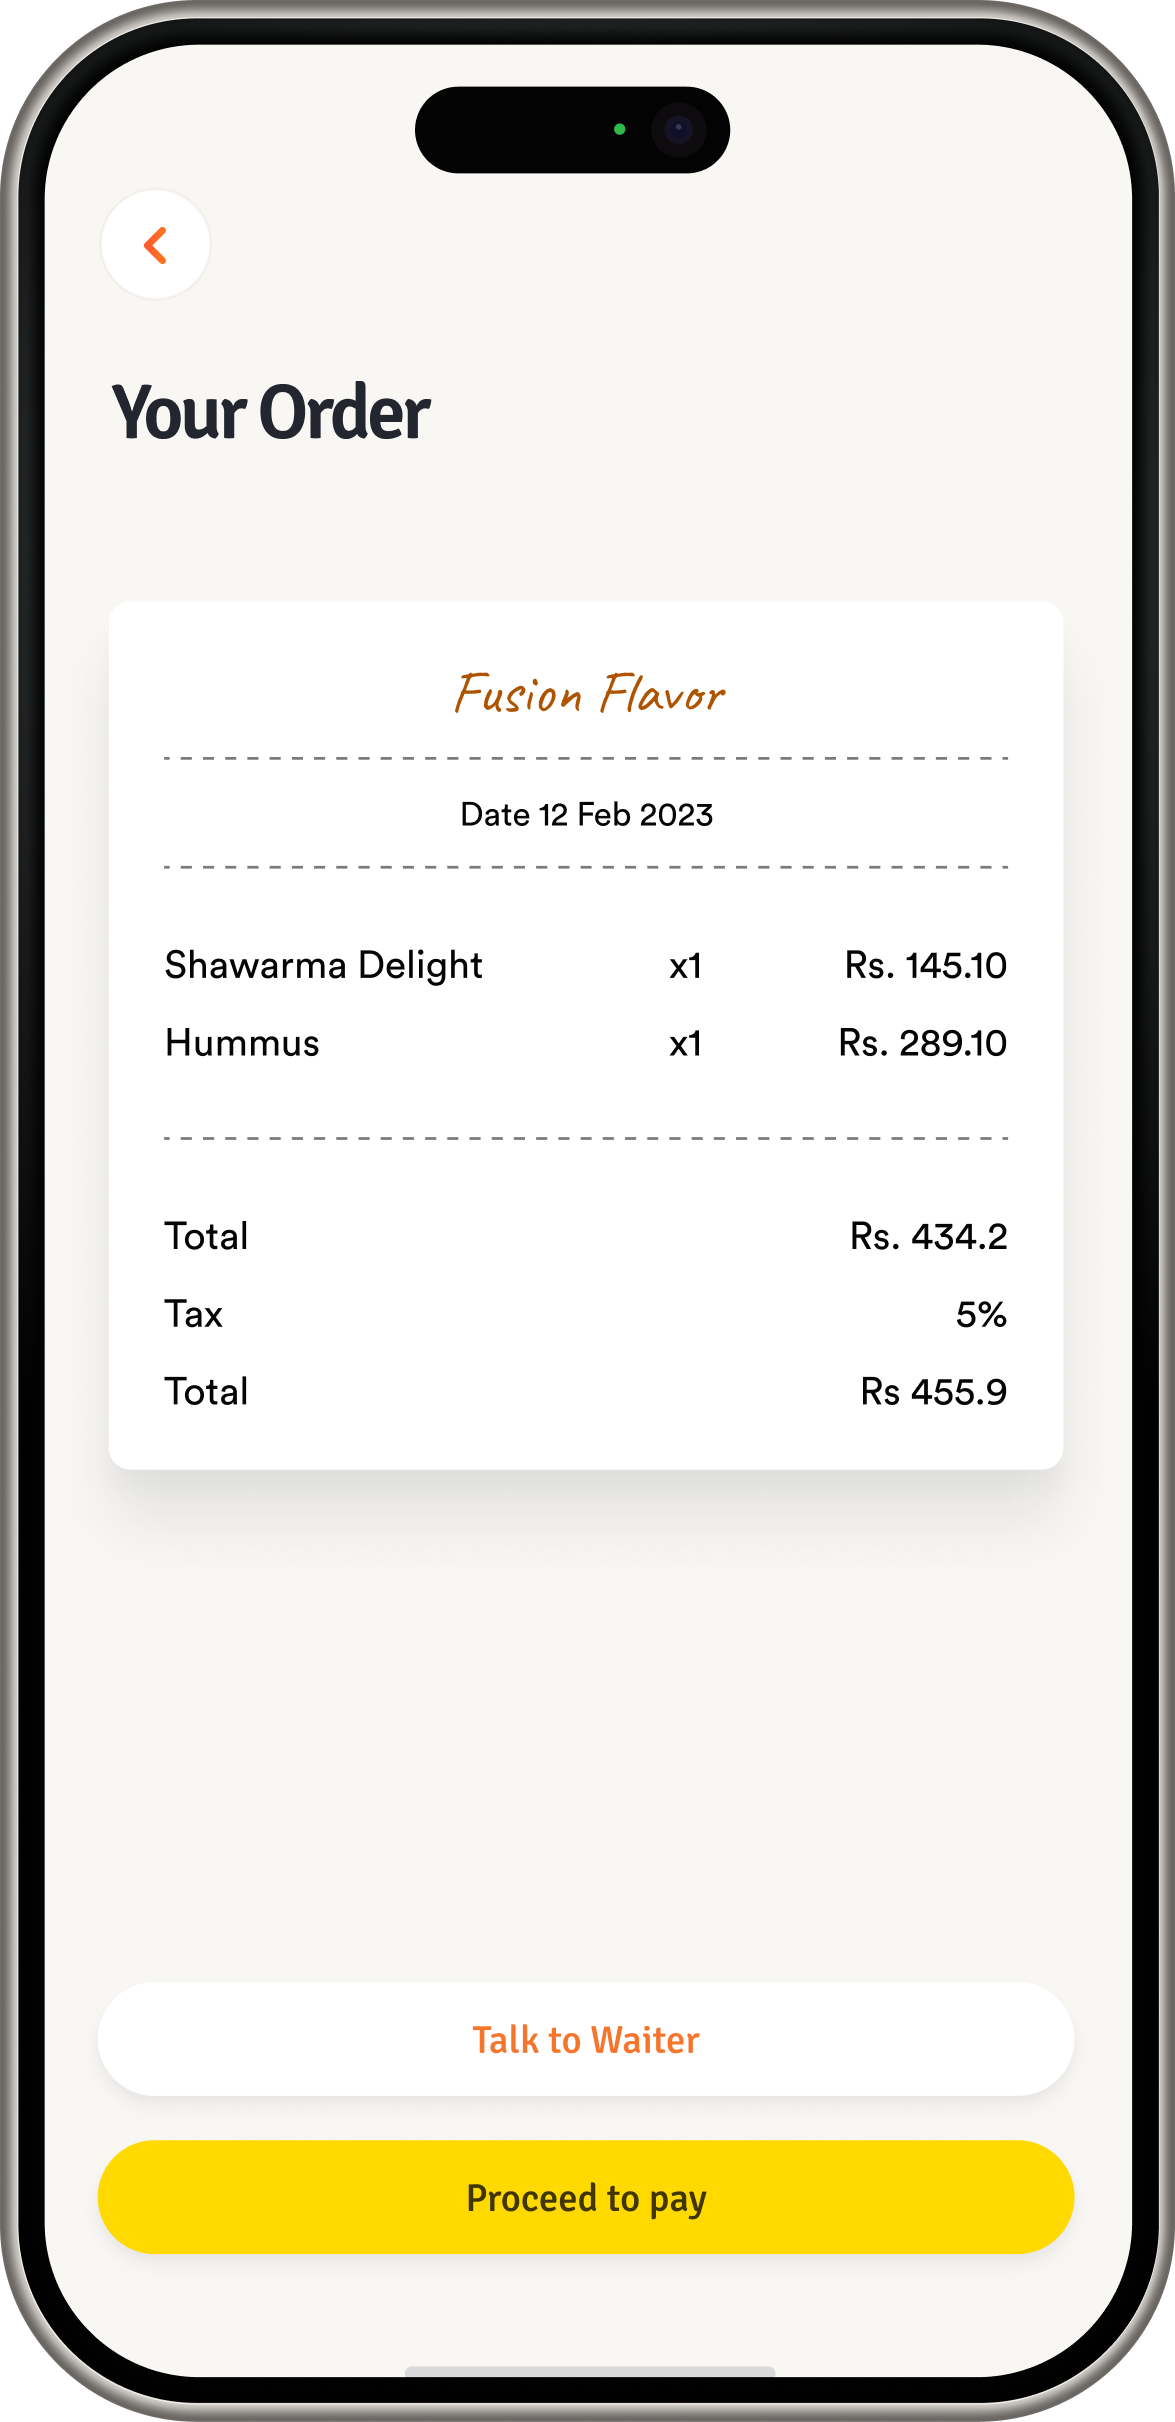 Your Order
Fusion Flavor
Date 12 Feb 2023
Shawarma Delight x1 Rs. 145.10
Hummus x1 Rs. 289.10
Total Rs. 434.2
Tax 5%
Total Rs 455.9
Talk to Waiter
Proceed to pay